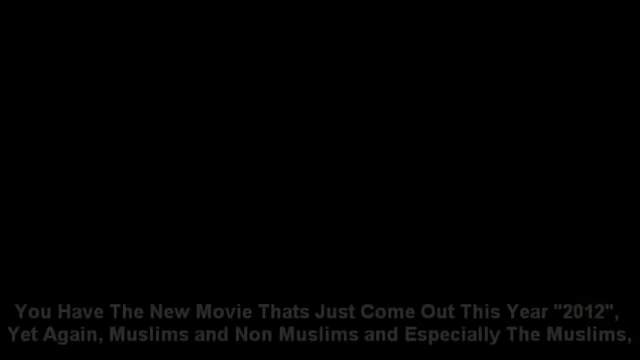 You Have The New Movie Thats Just Come Out This Year "2012",
Yet Again, Muslims and Non Muslims and Especially The Muslims,